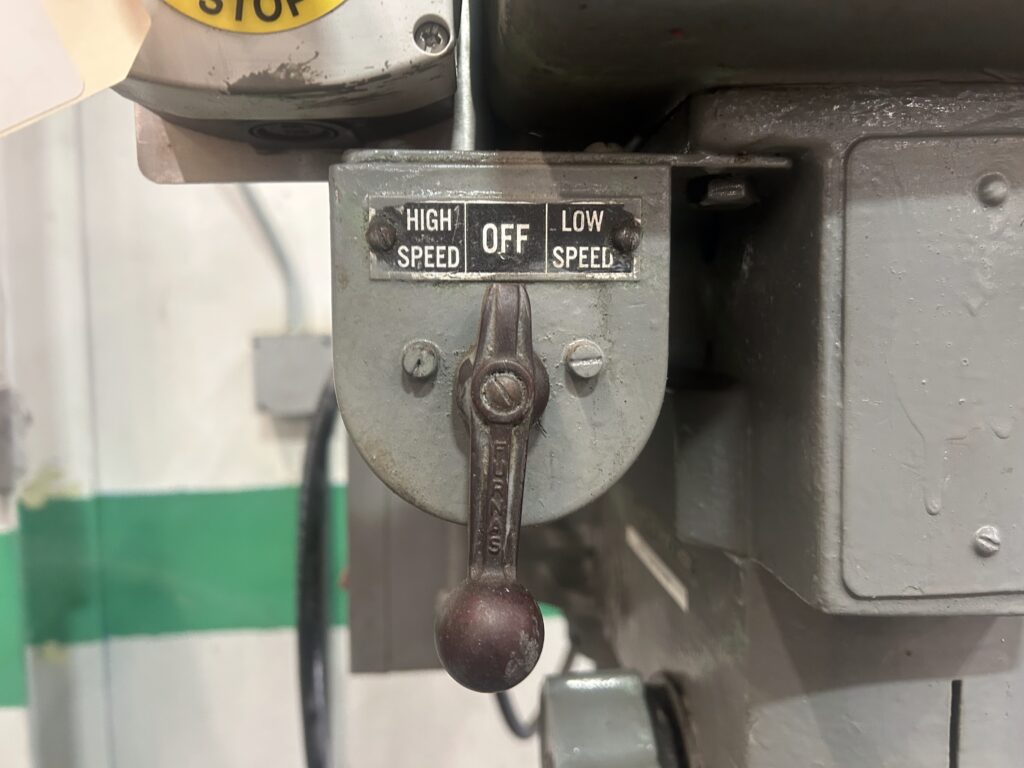 STOP
HIGH
SPEED
OFF
LOW
SPEED
FURNAS